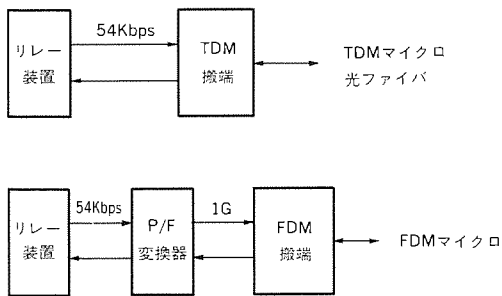 54Kbps
リレー
装置
TDM
搬端
TDMマイクロ
光ファイバ
54Kbps
1G
リレー
装置
P/F
変換器
FDM
搬端
FDMマイクロ